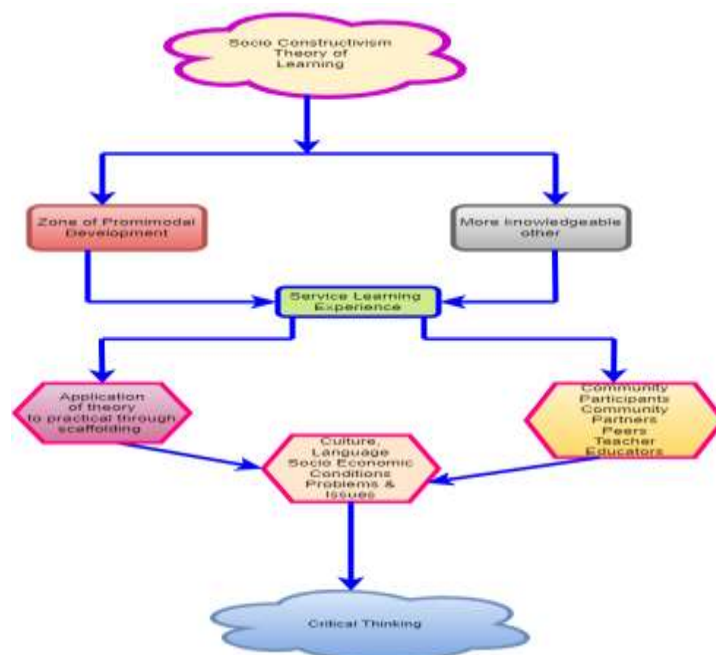 Socio Constructivism
Theory of
Learning
Zone of Promimodal
Development
More knowledgeable
other
Service Learning
Experience
Application
of theory
to practical through
scaffolding
Community
Participants
Community
Partners
Peers
Teacher
Educators
Culture,
Language
Socio Economic
Conditions
Problems &
Issues
Critical Thinking